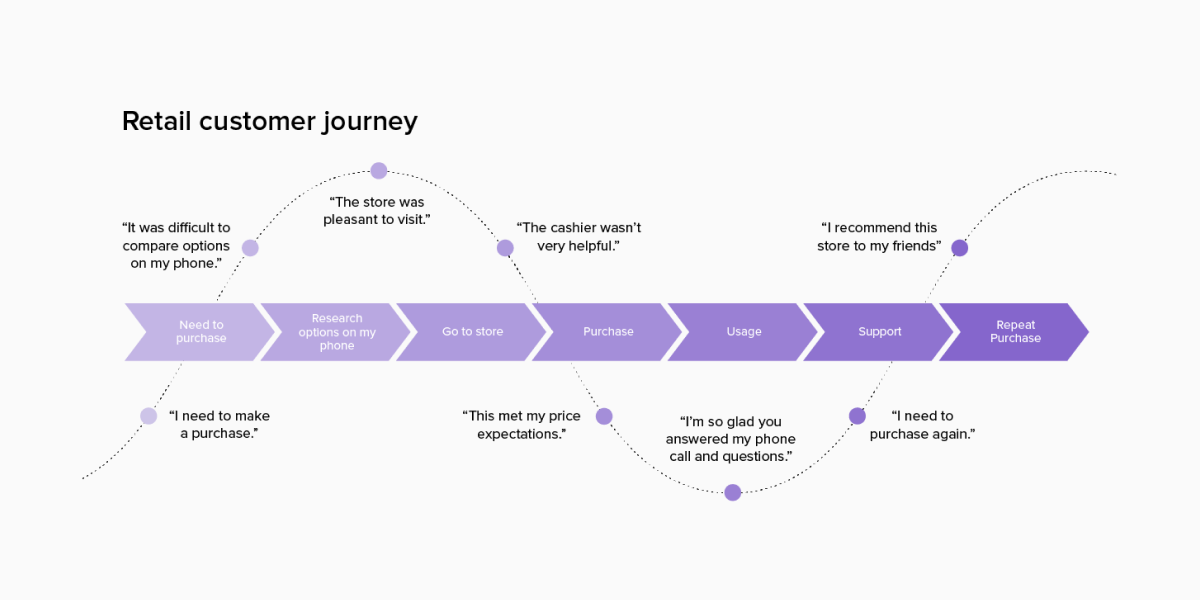 Retail customer journey
“The store was
pleasant to visit.”
“It was difficult to
compare options
on my phone.”
“The cashier wasn’t
very helpful.”
“I recommend this
store to my friends”
Need to
purchase
Research
options on my
phone
Go to store
Purchase
Usage
Support
Repeat
Purchase
“I need to make
a purchase.”
“This met my price
expectations.”
“I’m so glad you
answered my phone
call and questions.”
“I need to
purchase again.”